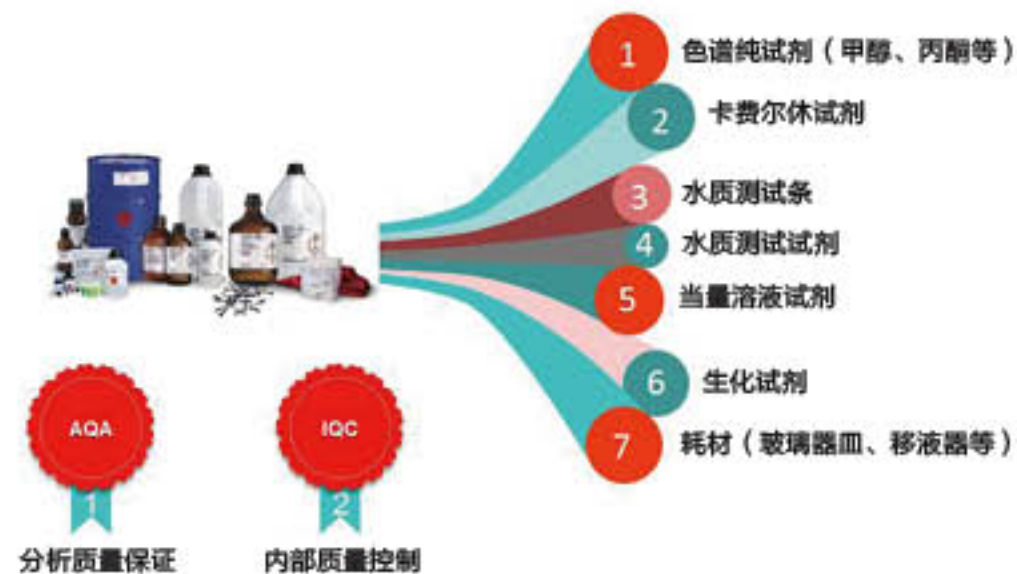 1 色谱纯试剂（甲醇、丙酮等）
2 卡费尔休试剂
3 水质测试条
4 水质测试试剂
5 当量溶液试剂
6 生化试剂
7 耗材（玻璃器皿、移液器等）
AQA
1
分析质量保证
IQC
2
内部质量控制